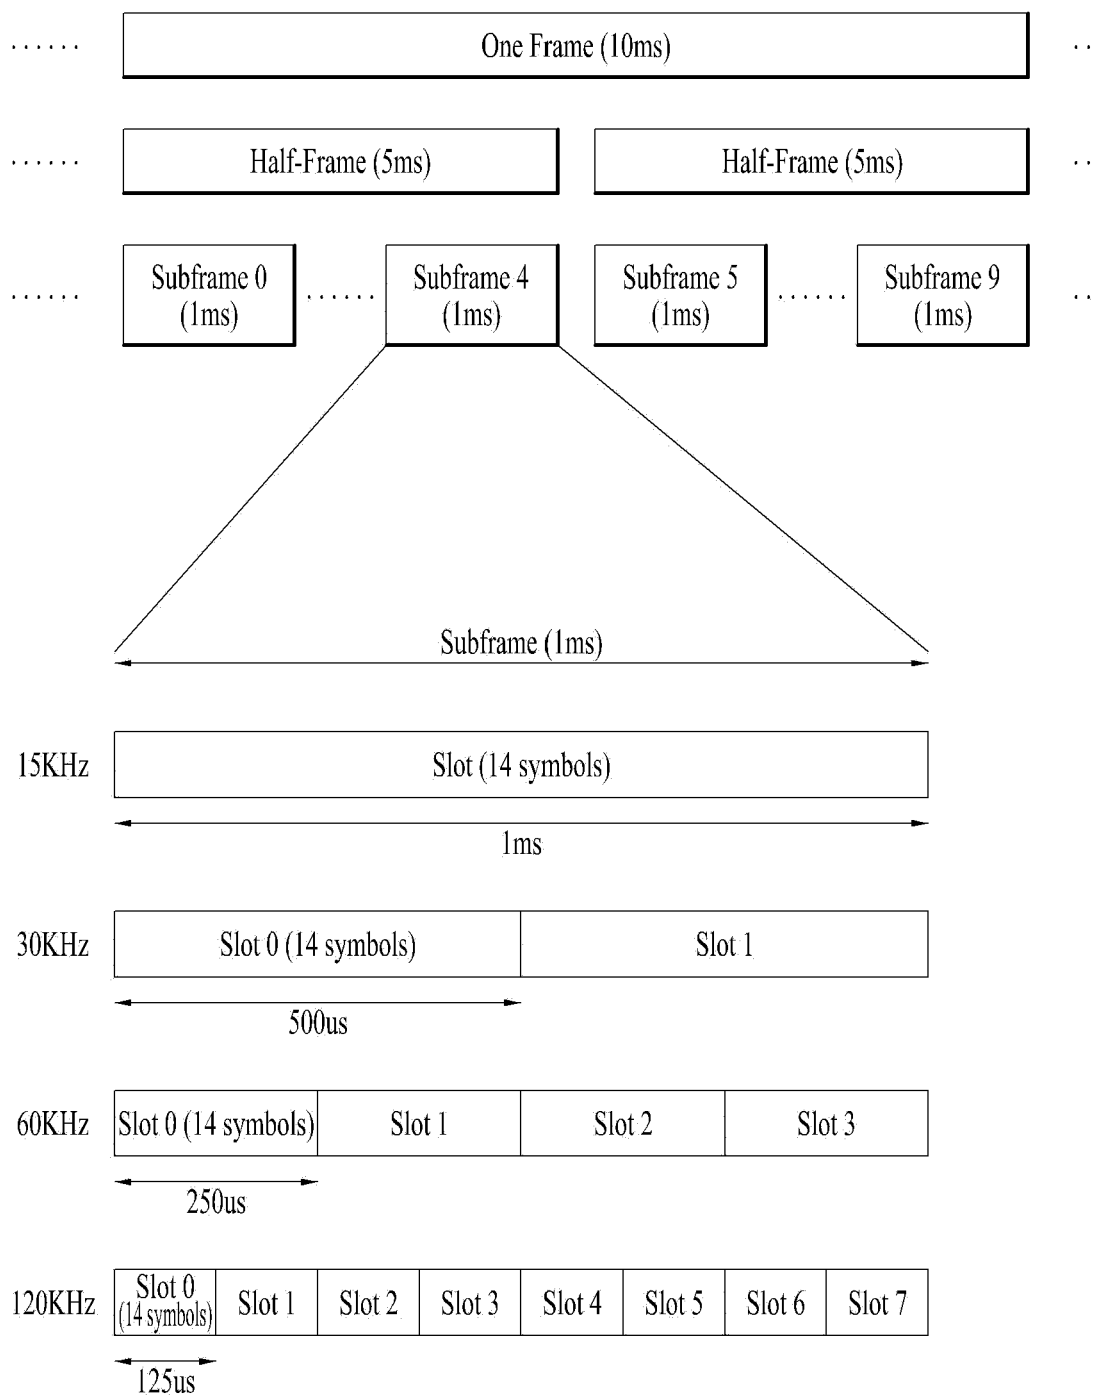 One Frame (10ms)
Half-Frame (5ms) Half-Frame (5ms)
Subframe 0 Subframe 4 Subframe 5 Subframe 9
(1ms) (1ms) (1ms) (1ms)
Subframe (1ms)
15KHz Slot (14 symbols)
1ms
30KHz Slot 0 (14 symbols) Slot 1
500us
60KHz Slot 0 (14 symbols) Slot 1 Slot 2 Slot 3
250us
120KHz Slot 0 (14 symbols) Slot 1 Slot 2 Slot 3 Slot 4 Slot 5 Slot 6 Slot 7
125us